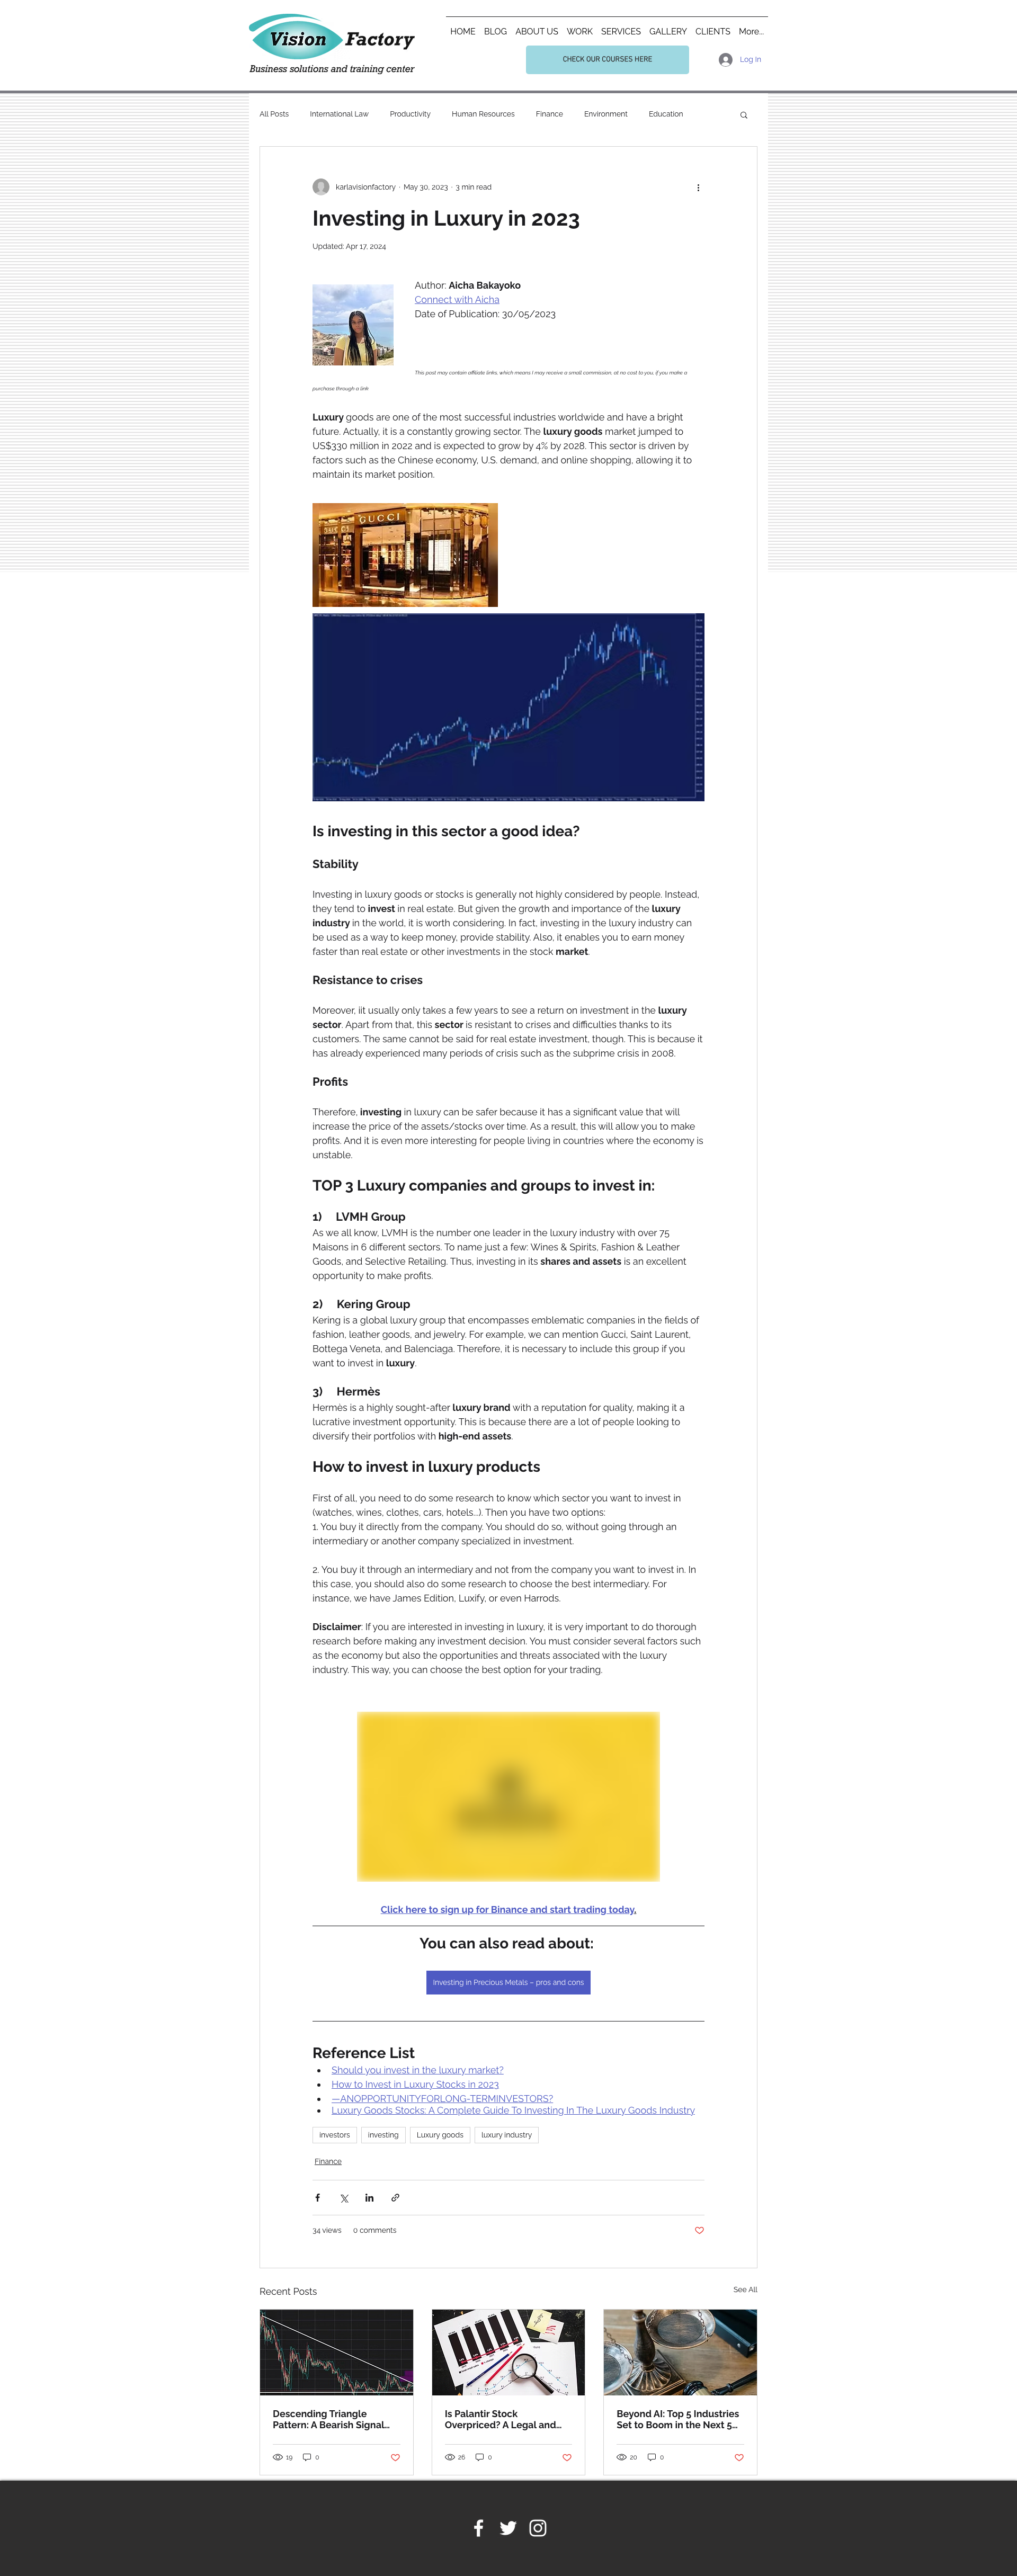 Vision Factory
Business solutions and training center
HOME BLOG ABOUT US WORK SERVICES GALLERY CLIENTS More...
CHECK OUR COURSES HERE
Log In
All Posts International Law Productivity Human Resources Finance Environment Education
karlavisionfactory · May 30, 2023 · 3 min read
Investing in Luxury in 2023
Updated: Apr 17, 2024
Author: Aicha Bakayoko
Connect with Aicha
Date of Publication: 30/05/2023
This post may contain affiliate links, which means I may receive a small commission, at no cost to you, if you make a
purchase through a link
Luxury goods are one of the most successful industries worldwide and have a bright
future. Actually, it is a constantly growing sector. The luxury goods market jumped to
US$330 million in 2022 and is expected to grow by 4% by 2028. This sector is driven by
factors such as the Chinese economy, U.S. demand, and online shopping, allowing it to
maintain its market position.
GUCCI
Is investing in this sector a good idea?
Stability
Investing in luxury goods or stocks is generally not highly considered by people. Instead,
they tend to invest in real estate. But given the growth and importance of the luxury
industry in the world, it is worth considering. In fact, investing in the luxury industry can
be used as a way to keep money, provide stability. Also, it enables you to earn money
faster than real estate or other investments in the stock market.
Resistance to crises
Moreover, iit usually only takes a few years to see a return on investment in the luxury
sector. Apart from that, this sector is resistant to crises and difficulties thanks to its
customers. The same cannot be said for real estate investment, though. This is because it
has already experienced many periods of crisis such as the subprime crisis in 2008.
Profits
Therefore, investing in luxury can be safer because it has a significant value that will
increase the price of the assets/stocks over time. As a result, this will allow you to make
profits. And it is even more interesting for people living in countries where the economy is
unstable.
TOP 3 Luxury companies and groups to invest in:
1) LVMH Group
As we all know, LVMH is the number one leader in the luxury industry with over 75
Maisons in 6 different sectors. To name just a few: Wines & Spirits, Fashion & Leather
Goods, and Selective Retailing. Thus, investing in its shares and assets is an excellent
opportunity to make profits.
2) Kering Group
Kering is a global luxury group that encompasses emblematic companies in the fields of
fashion, leather goods, and jewelry. For example, we can mention Gucci, Saint Laurent,
Bottega Veneta, and Balenciaga. Therefore, it is necessary to include this group if you
want to invest in luxury.
3) Hermès
Hermès is a highly sought-after luxury brand with a reputation for quality, making it a
lucrative investment opportunity. This is because there are a lot of people looking to
diversify their portfolios with high-end assets.
How to invest in luxury products
First of all, you need to do some research to know which sector you want to invest in
(watches, wines, clothes, cars, hotels...). Then you have two options:
1. You buy it directly from the company. You should do so, without going through an
intermediary or another company specialized in investment.
2. You buy it through an intermediary and not from the company you want to invest in. In
this case, you should also do some research to choose the best intermediary. For
instance, we have James Edition, Luxify, or even Harrods.
Disclaimer: If you are interested in investing in luxury, it is very important to do thorough
research before making any investment decision. You must consider several factors such
as the economy but also the opportunities and threats associated with the luxury
industry. This way, you can choose the best option for your trading.
Click here to sign up for Binance and start trading today.
You can also read about:
Investing in Precious Metals – pros and cons
Reference List
Should you invest in the luxury market?
How to Invest in Luxury Stocks in 2023
—ANOPPORTUNITYFORLONG-TERMINVESTORS?
Luxury Goods Stocks: A Complete Guide To Investing In The Luxury Goods Industry
investors investing Luxury goods luxury industry
Finance
34 views 0 comments
Recent Posts See All
Descending Triangle
Pattern: A Bearish Signal...
19 0
Is Palantir Stock
Overpriced? A Legal and...
26 0
Beyond AI: Top 5 Industries
Set to Boom in the Next 5...
20 0